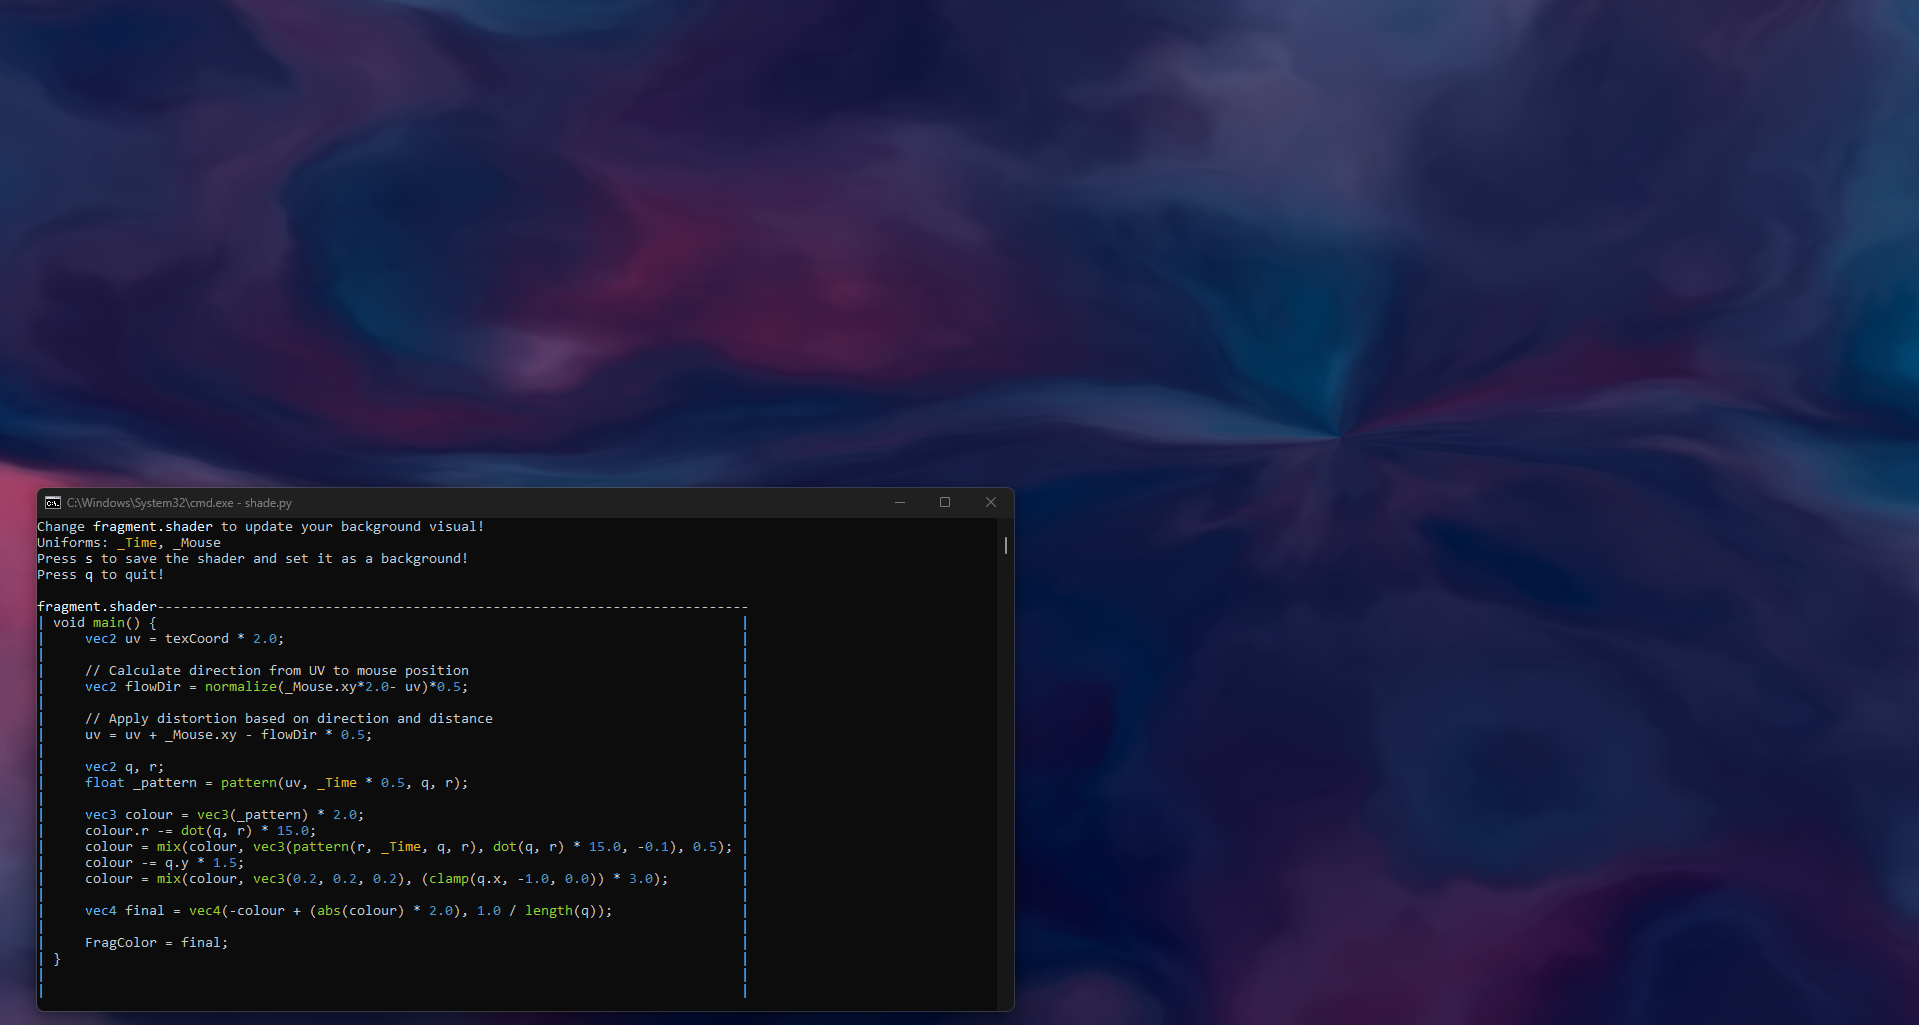 C:\Windows\System32\cmd.exe - shade.py
Change fragment.shader to update your background visual!
Uniforms: _Time, _Mouse
Press s to save the shader and set it as a background!
Press q to quit!
fragment.shader--------------------------------------------------------------------------
| void main() { |
| vec2 uv = texCoord * 2.0; |
| |
| // Calculate direction from UV to mouse position |
| vec2 flowDir = normalize(_Mouse.xy*2.0- uv)*0.5; |
| |
| // Apply distortion based on direction and distance |
| uv = uv + _Mouse.xy - flowDir * 0.5; |
| |
| vec2 q, r; |
| float _pattern = pattern(uv, _Time * 0.5, q, r); |
| |
| vec3 colour = vec3(_pattern) * 2.0; |
| colour.r -= dot(q, r) * 15.0; |
| colour = mix(colour, vec3(pattern(r, _Time, q, r), dot(q, r) * 15.0, -0.1), 0.5); |
| colour -= q.y * 1.5; |
| colour = mix(colour, vec3(0.2, 0.2, 0.2), (clamp(q.x, -1.0, 0.0)) * 3.0); |
| |
| vec4 final = vec4(-colour + (abs(colour) * 2.0), 1.0 / length(q)); |
| |
| FragColor = final; |
| } |
| |
| |